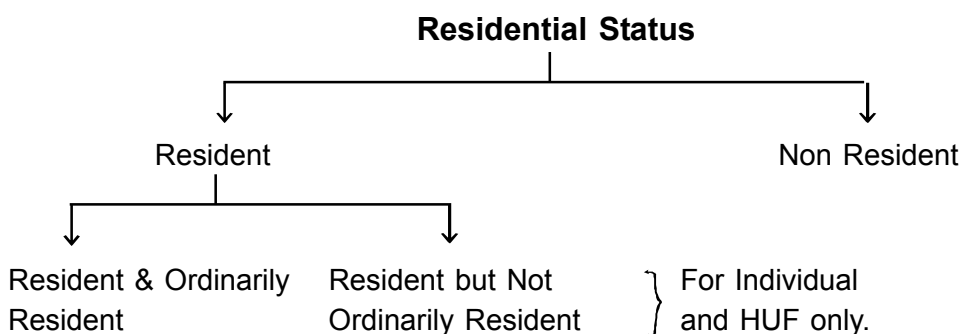 Residential Status
Resident
Non Resident
Resident & Ordinarily
Resident
Resident but Not
Ordinarily Resident
For Individual
and HUF only.